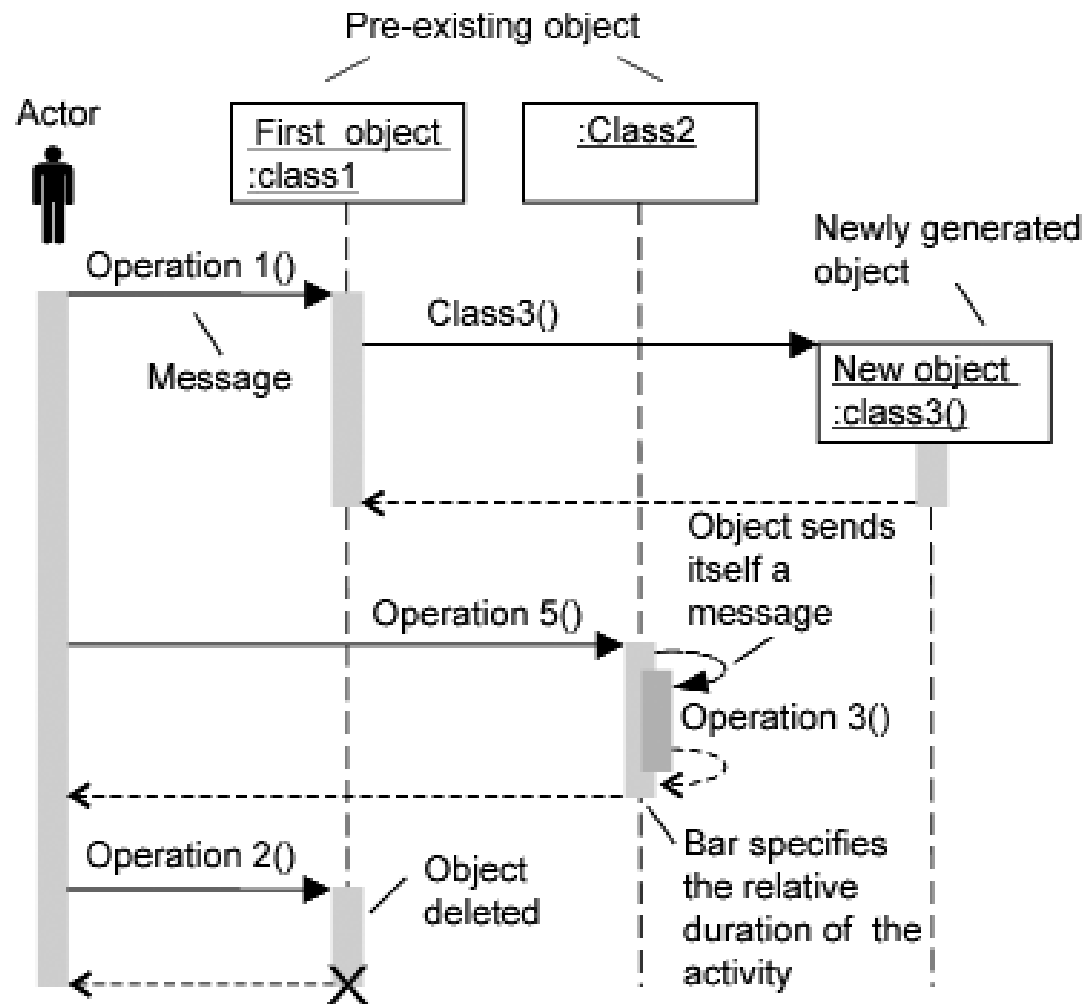 Pre-existing object
Actor
First object
:class1
:Class2
Newly generated
object
Operation 1()
Class3()
Message
New object
:class3()
Object sends
itself a
message
Operation 5()
Operation 3()
Operation 2()
Object
deleted
Bar specifies
the relative
duration of the
activity